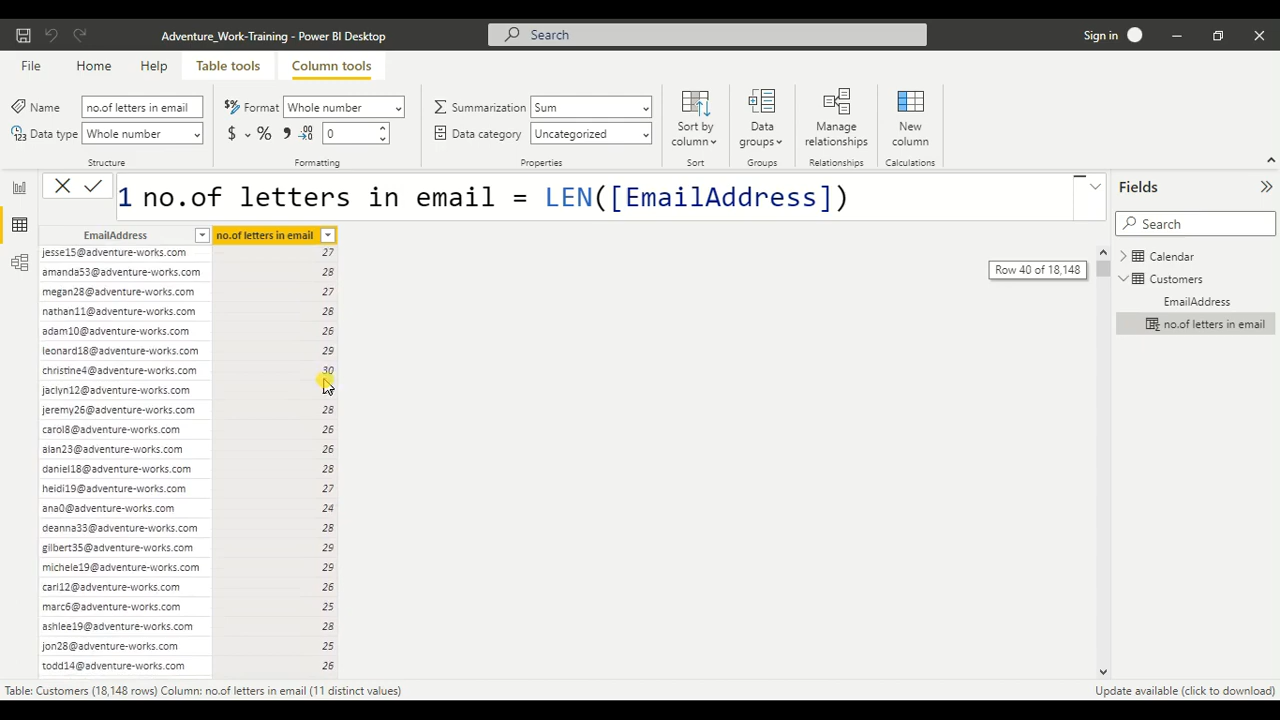 Adventure_Work-Training - Power BI Desktop
Search
Sign in
File Home Help Table tools Column tools
Name no.of letters in email
Data type Whole number
Structure
Format Whole number
$ % 0
Formatting
Summarization Sum
Data category Uncategorized
Properties
Sort by column
Sort
Data groups
Groups
Manage relationships
Relationships
New column
Calculations
1 no.of letters in email = LEN([EmailAddress])
EmailAddress no.of letters in email
jesse15@adventure-works.com 27
amanda53@adventure-works.com 28
megan28@adventure-works.com 27
nathan11@adventure-works.com 28
adam10@adventure-works.com 26
leonard18@adventure-works.com 29
christine4@adventure-works.com 30
jaclyn12@adventure-works.com
jeremy26@adventure-works.com 28
carol8@adventure-works.com 26
alan23@adventure-works.com 26
daniel18@adventure-works.com 28
heidi19@adventure-works.com 27
ana0@adventure-works.com 24
deanna33@adventure-works.com 28
gilbert35@adventure-works.com 29
michele19@adventure-works.com 29
carl12@adventure-works.com 26
marc6@adventure-works.com 25
ashlee19@adventure-works.com 28
jon28@adventure-works.com 25
todd14@adventure-works.com 26
Row 40 of 18,148
Fields
Search
Calendar
Customers
EmailAddress
no.of letters in email
Table: Customers (18,148 rows) Column: no.of letters in email (11 distinct values)
Update available (click to download)